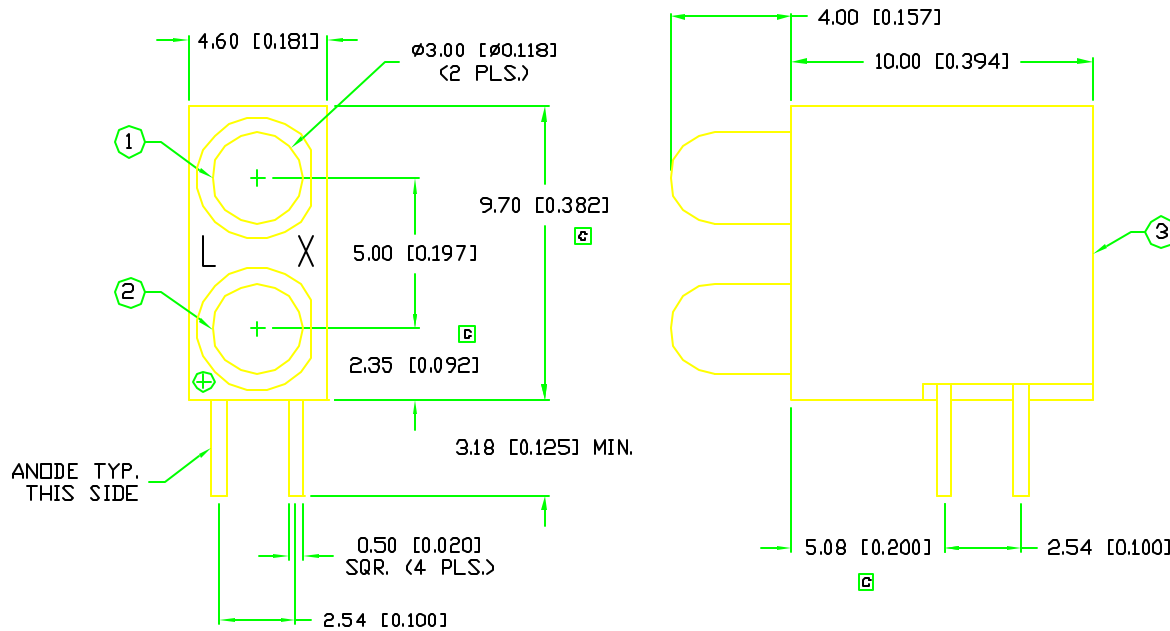 4.60 [0.181]
ø3.00 [ø0.118]
(2 PLS.)
4.00 [0.157]
10.00 [0.394]
1
9.70 [0.382]
C
3
L X
5.00 [0.197]
2
C
2.35 [0.092]
3.18 [0.125] MIN.
ANODE TYP.
THIS SIDE
0.50 [0.020]
SQR. (4 PLS.)
5.08 [0.200]
2.54 [0.100]
C
2.54 [0.100]